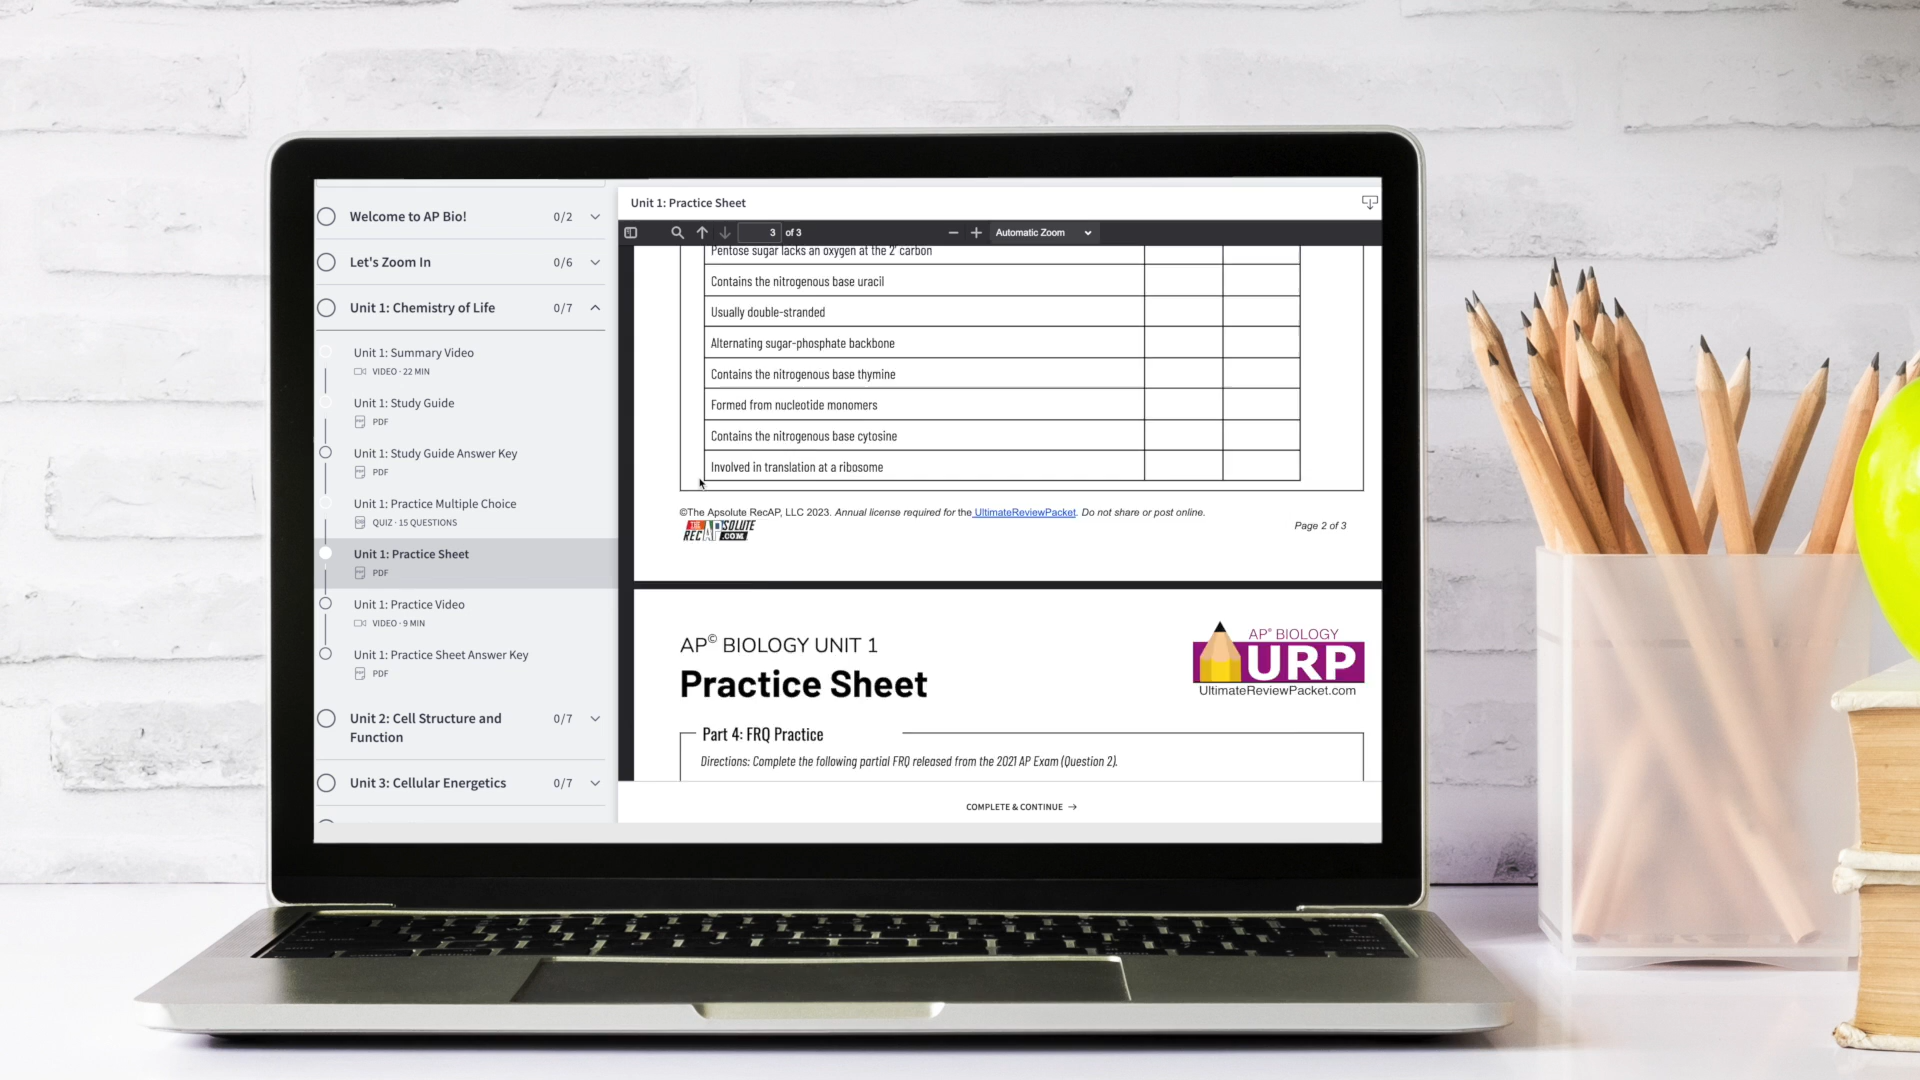 Welcome to AP Bio!
0/2
Let's Zoom In
0/6
Unit 1: Chemistry of Life
0/7
Unit 1: Summary Video
VIDEO · 22 MIN
Unit 1: Study Guide
PDF
Unit 1: Study Guide Answer Key
PDF
Unit 1: Practice Multiple Choice
QUIZ · 15 QUESTIONS
Unit 1: Practice Sheet
PDF
Unit 1: Practice Video
VIDEO · 9 MIN
Unit 1: Practice Sheet Answer Key
PDF
Unit 2: Cell Structure and
Function
0/7
Unit 3: Cellular Energetics
0/7
Unit 1: Practice Sheet
3 of 3
Automatic Zoom
Pentose sugar lacks an oxygen at the 2' carbon
Contains the nitrogenous base uracil
Usually double-stranded
Alternating sugar-phosphate backbone
Contains the nitrogenous base thymine
Formed from nucleotide monomers
Contains the nitrogenous base cytosine
Involved in translation at a ribosome
©The Apsolute RecAP, LLC 2023. Annual license required for the UltimateReviewPacket. Do not share or post online.
THE APSOLUTE
RECAP.COM
Page 2 of 3
AP© BIOLOGY UNIT 1
Practice Sheet
AP® BIOLOGY
URP
UltimateReviewPacket.com
Part 4: FRQ Practice
Directions: Complete the following partial FRQ released from the 2021 AP Exam (Question 2).
COMPLETE & CONTINUE →